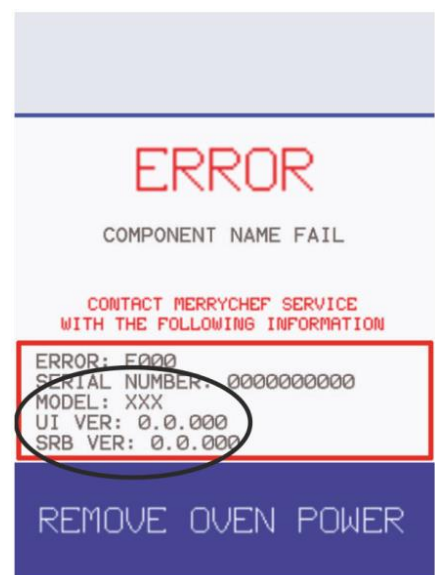 ERROR
COMPONENT NAME FAIL
CONTACT MERRYCHEF SERVICE
WITH THE FOLLOWING INFORMATION
ERROR: E000
SERIAL NUMBER: 0000000000
MODEL: XXX
UI VER: 0.0.000
SRB VER: 0.0.000
REMOVE OVEN POWER